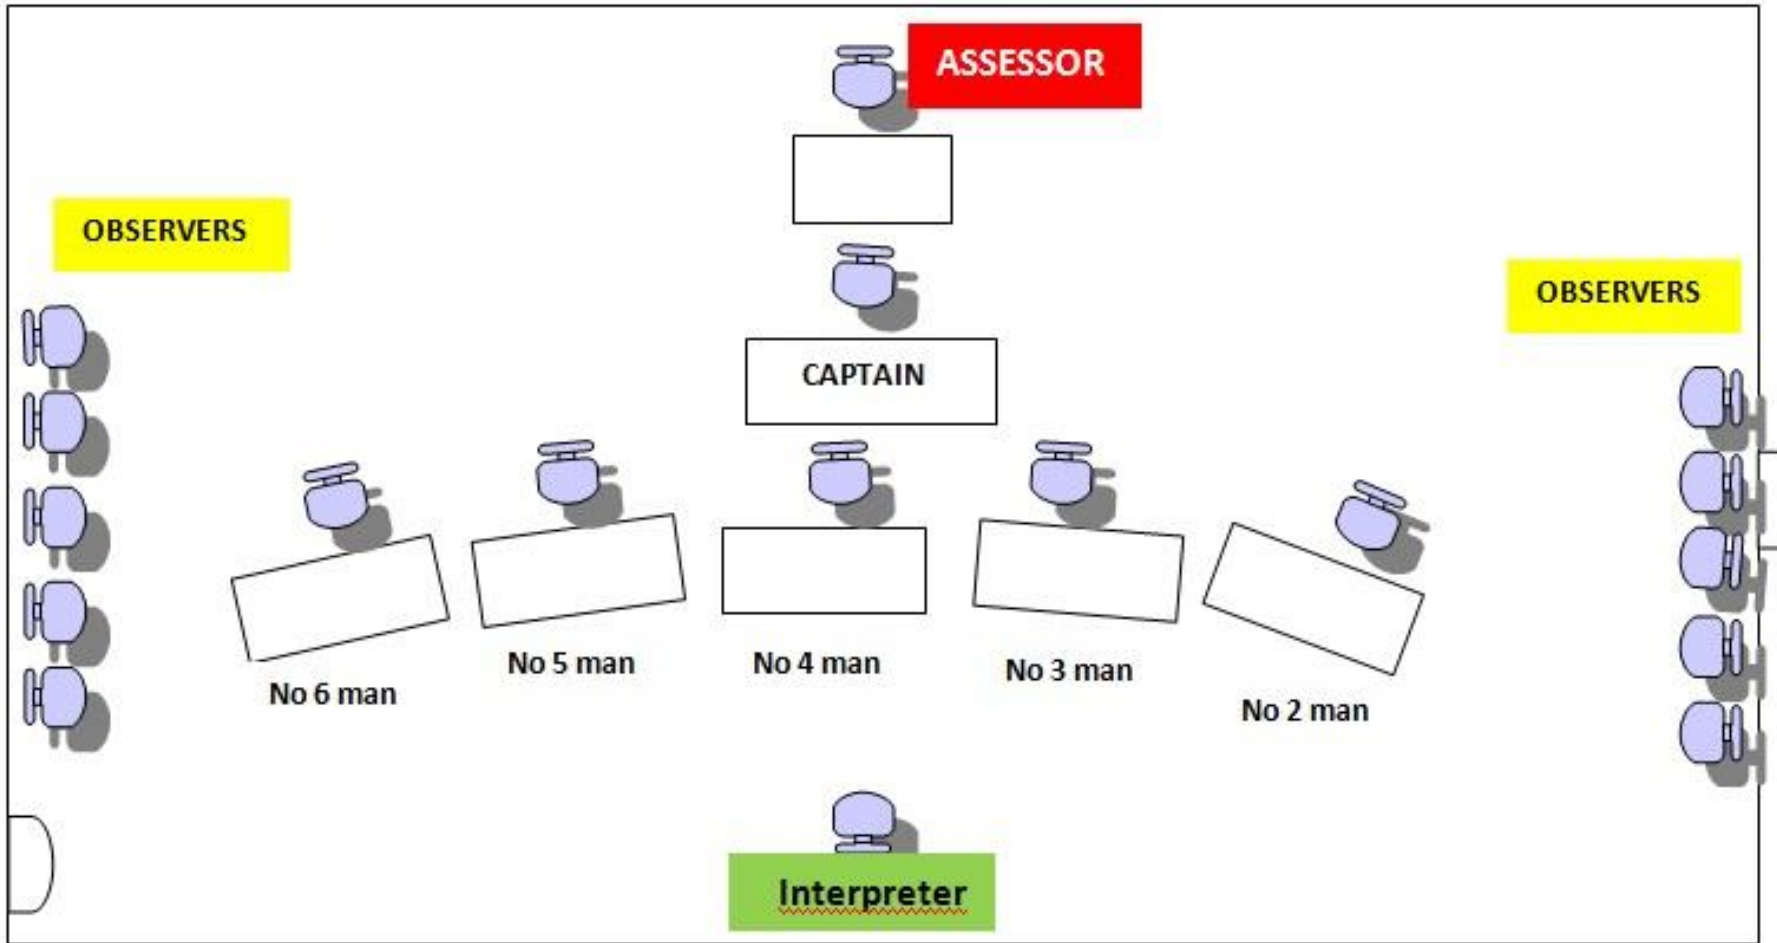 ASSESSOR
OBSERVERS
OBSERVERS
CAPTAIN
No 6 man
No 5 man
No 4 man
No 3 man
No 2 man
Interpreter